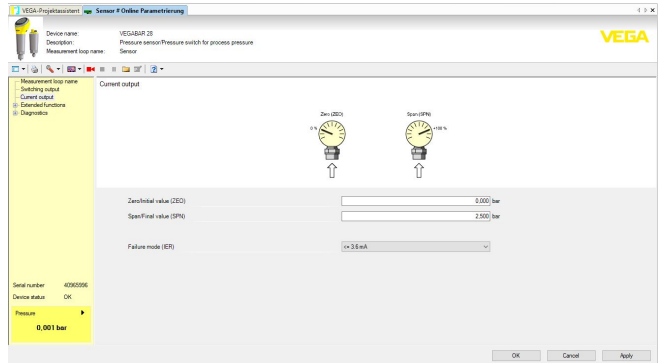 VEGA-Projektassistent
Sensor # Online Parametrierung
Device name: VEGABAR 28
Description: Pressure sensor/Pressure switch for process pressure
Measurement loop name: Sensor
VEGA
Measurement loop name
Switching output
Current output
Extended functions
Diagnostics
Current output
Zero (ZEO)
Span (SPN)
0 %
+100 %
Zero/Initial value (ZEO) 0,000 bar
Span/Final value (SPN) 2,500 bar
Failure mode (IER) <= 3.6 mA
Serial number 40965996
Device status OK
Pressure
0,001 bar
OK Cancel Apply